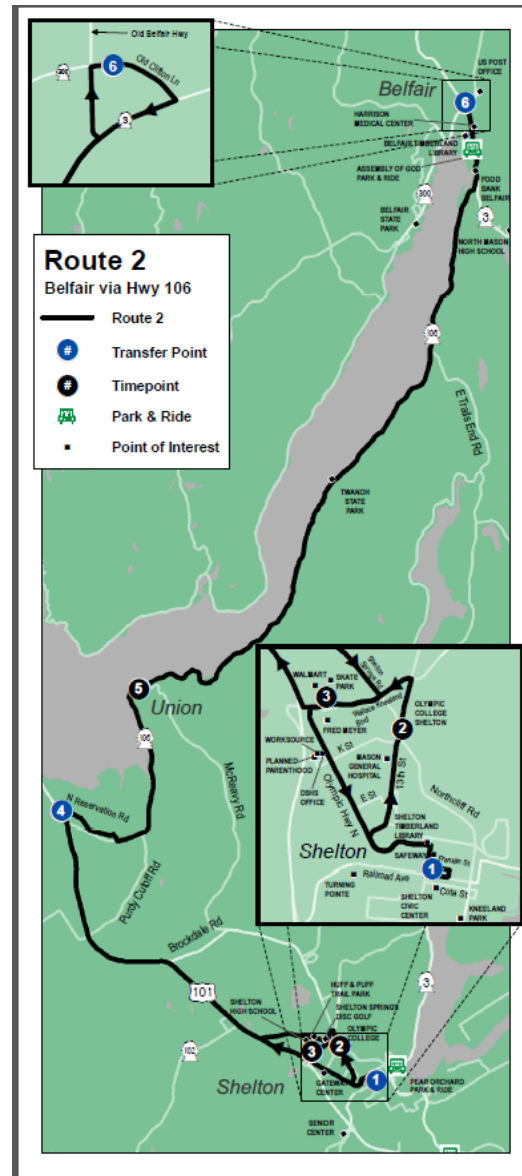 Old Belfair Hwy
Old Clifton Ln
300
6
3
US POST
OFFICE
Belfair
6
HARRISON
MEDICAL CENTER
BELFAIR TIMBERLAND
LIBRARY
ASSEMBLY OF GOD
PARK & RIDE
FOOD
BANK
BELFAIR
300
BELFAIR
STATE
PARK
3
NORTH MASON
HIGH SCHOOL
Route 2
Belfair via Hwy 106
Route 2
# Transfer Point
# Timepoint
Park & Ride
Point of Interest
106
E Trails End Rd
TWANOH
STATE
PARK
5
Union
106
McReavy Rd
4
N Reservation Rd
Purdy Cutoff Rd
Brockdale Rd
101
102
WALMART
SKATE
PARK
Shelton
Springs Rd
3
Wallace Kneeland
Blvd
FRED MEYER
OLYMPIC
COLLEGE
SHELTON
2
WORKSOURCE
K St
PLANNED
PARENTHOOD
MASON
GENERAL
HOSPITAL
DSHS
OFFICE
13th St
Olympic Hwy N
E St
Northcliff Rd
SHELTON
TIMBERLAND
LIBRARY
Shelton
SAFEWAY
Franklin St
1
Railroad Ave
Cota St
TURNING
POINTE
SHELTON
CIVIC
CENTER
KNEELAND
PARK
HUFF & PUFF
TRAIL PARK
SHELTON
HIGH SCHOOL
SHELTON SPRINGS
DISC GOLF
OLYMPIC
COLLEGE
3
2
3
1
Shelton
GATEWAY
CENTER
PEAR ORCHARD
PARK & RIDE
SENIOR
CENTER